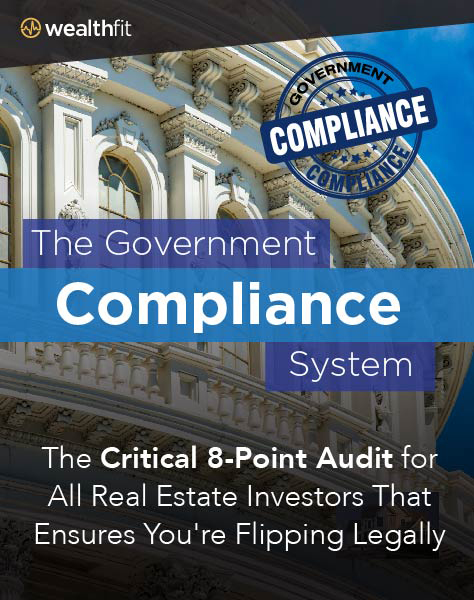 wealthfit
GOVERNMENT
COMPLIANCE
COMPLIANCE
The Government
Compliance
System
The Critical 8-Point Audit for
All Real Estate Investors That
Ensures You're Flipping Legally